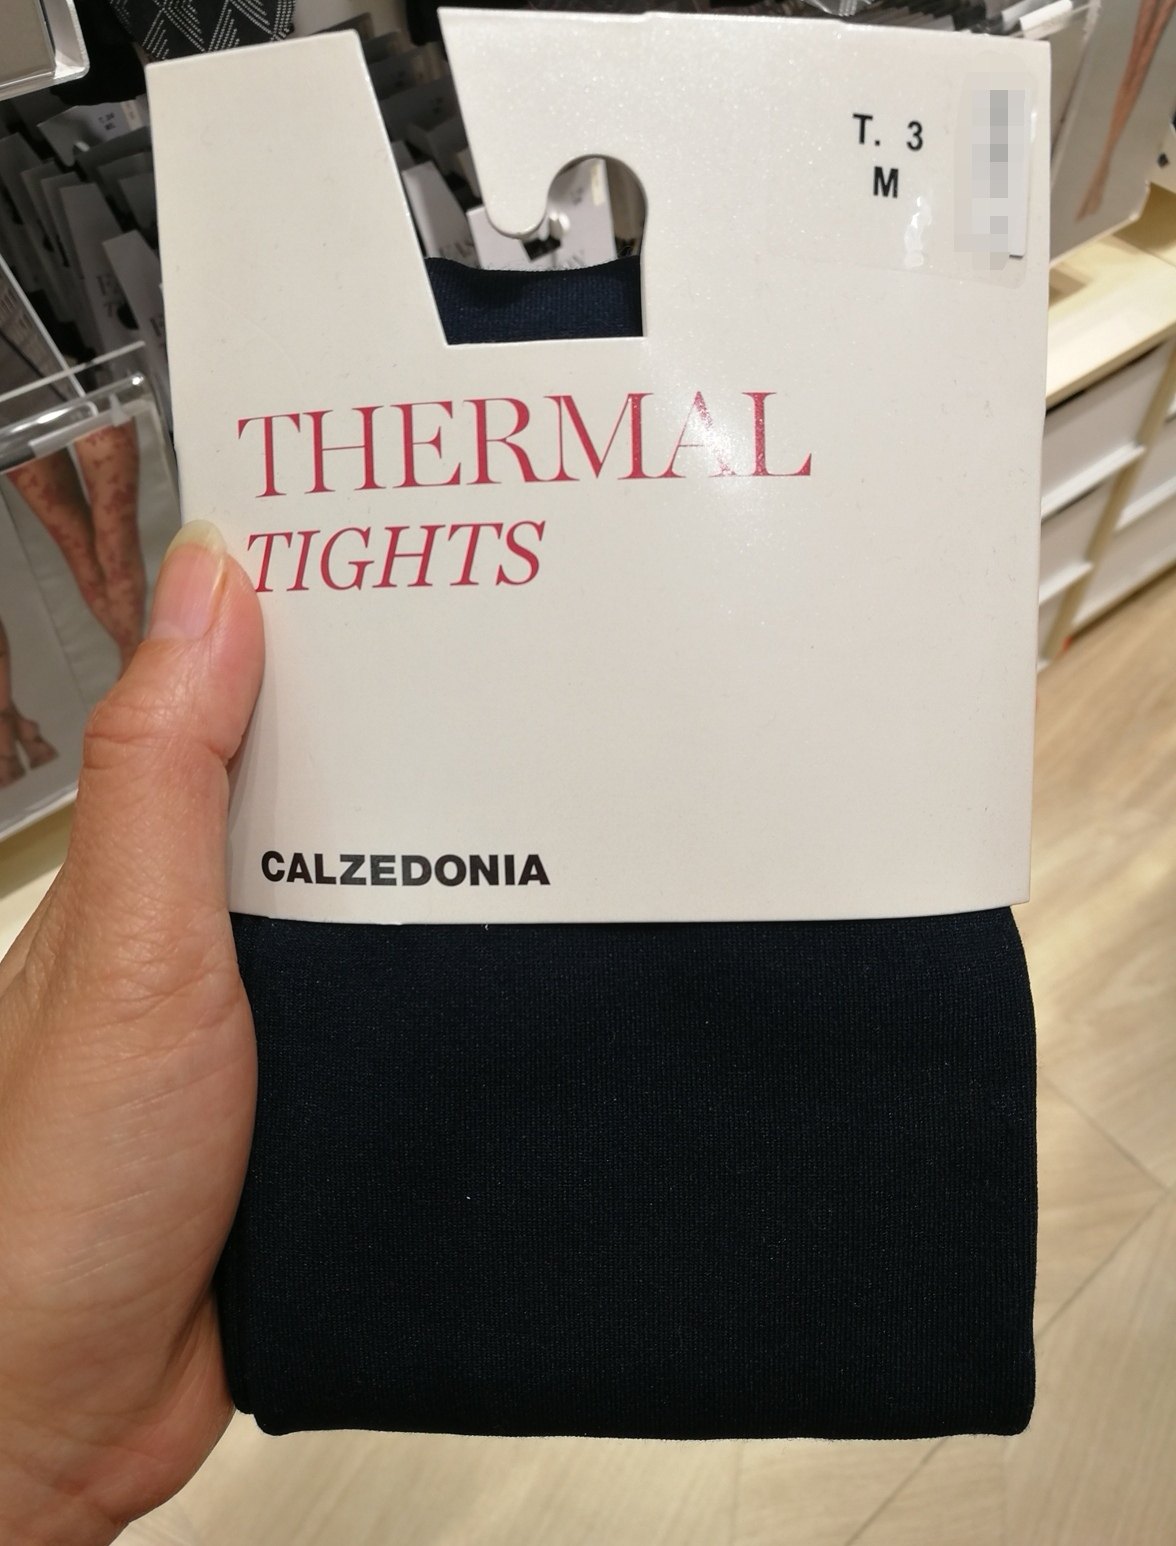 T. 3
M
THERMAL
TIGHTS
CALZEDONIA